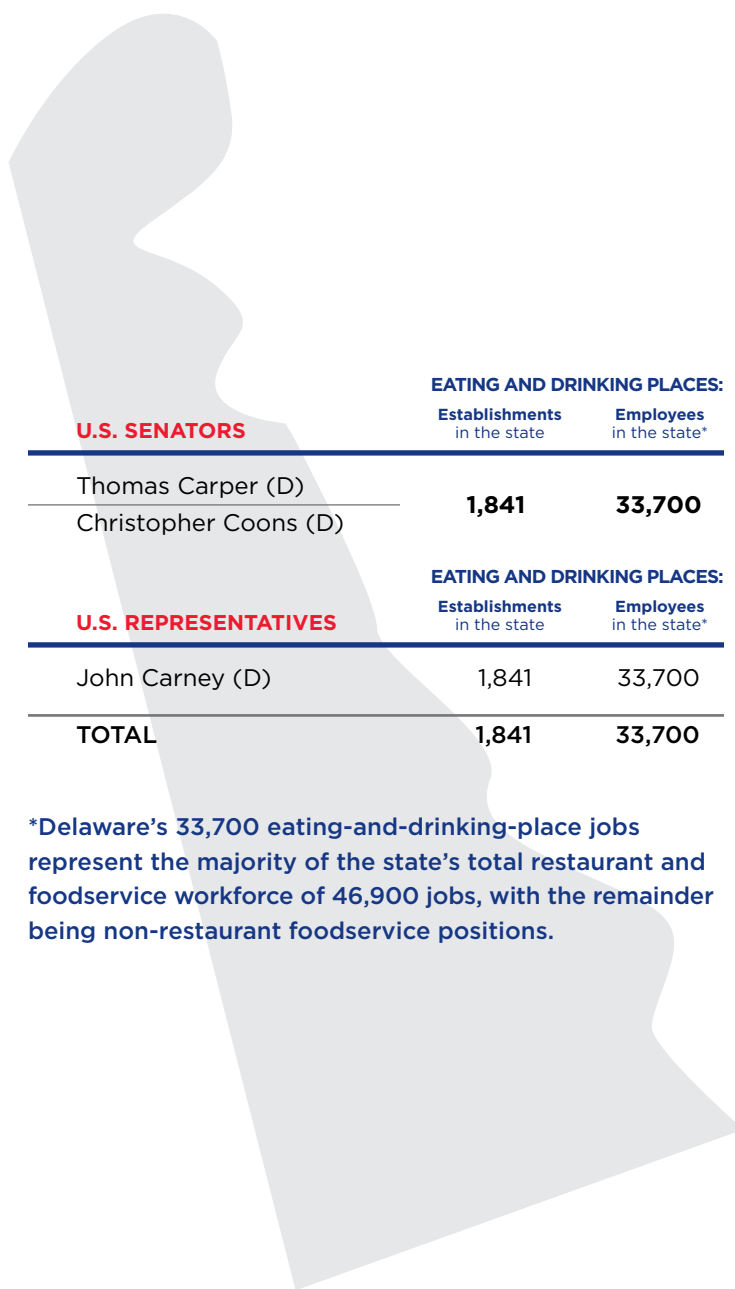 EATING AND DRINKING PLACES:
U.S. SENATORS
Establishments
in the state
Employees
in the state*
Thomas Carper (D)
Christopher Coons (D)
1,841 33,700
EATING AND DRINKING PLACES:
U.S. REPRESENTATIVES
Establishments
in the state
Employees
in the state*
John Carney (D) 1,841 33,700
TOTAL 1,841 33,700
*Delaware’s 33,700 eating-and-drinking-place jobs
represent the majority of the state’s total restaurant and
foodservice workforce of 46,900 jobs, with the remainder
being non-restaurant foodservice positions.